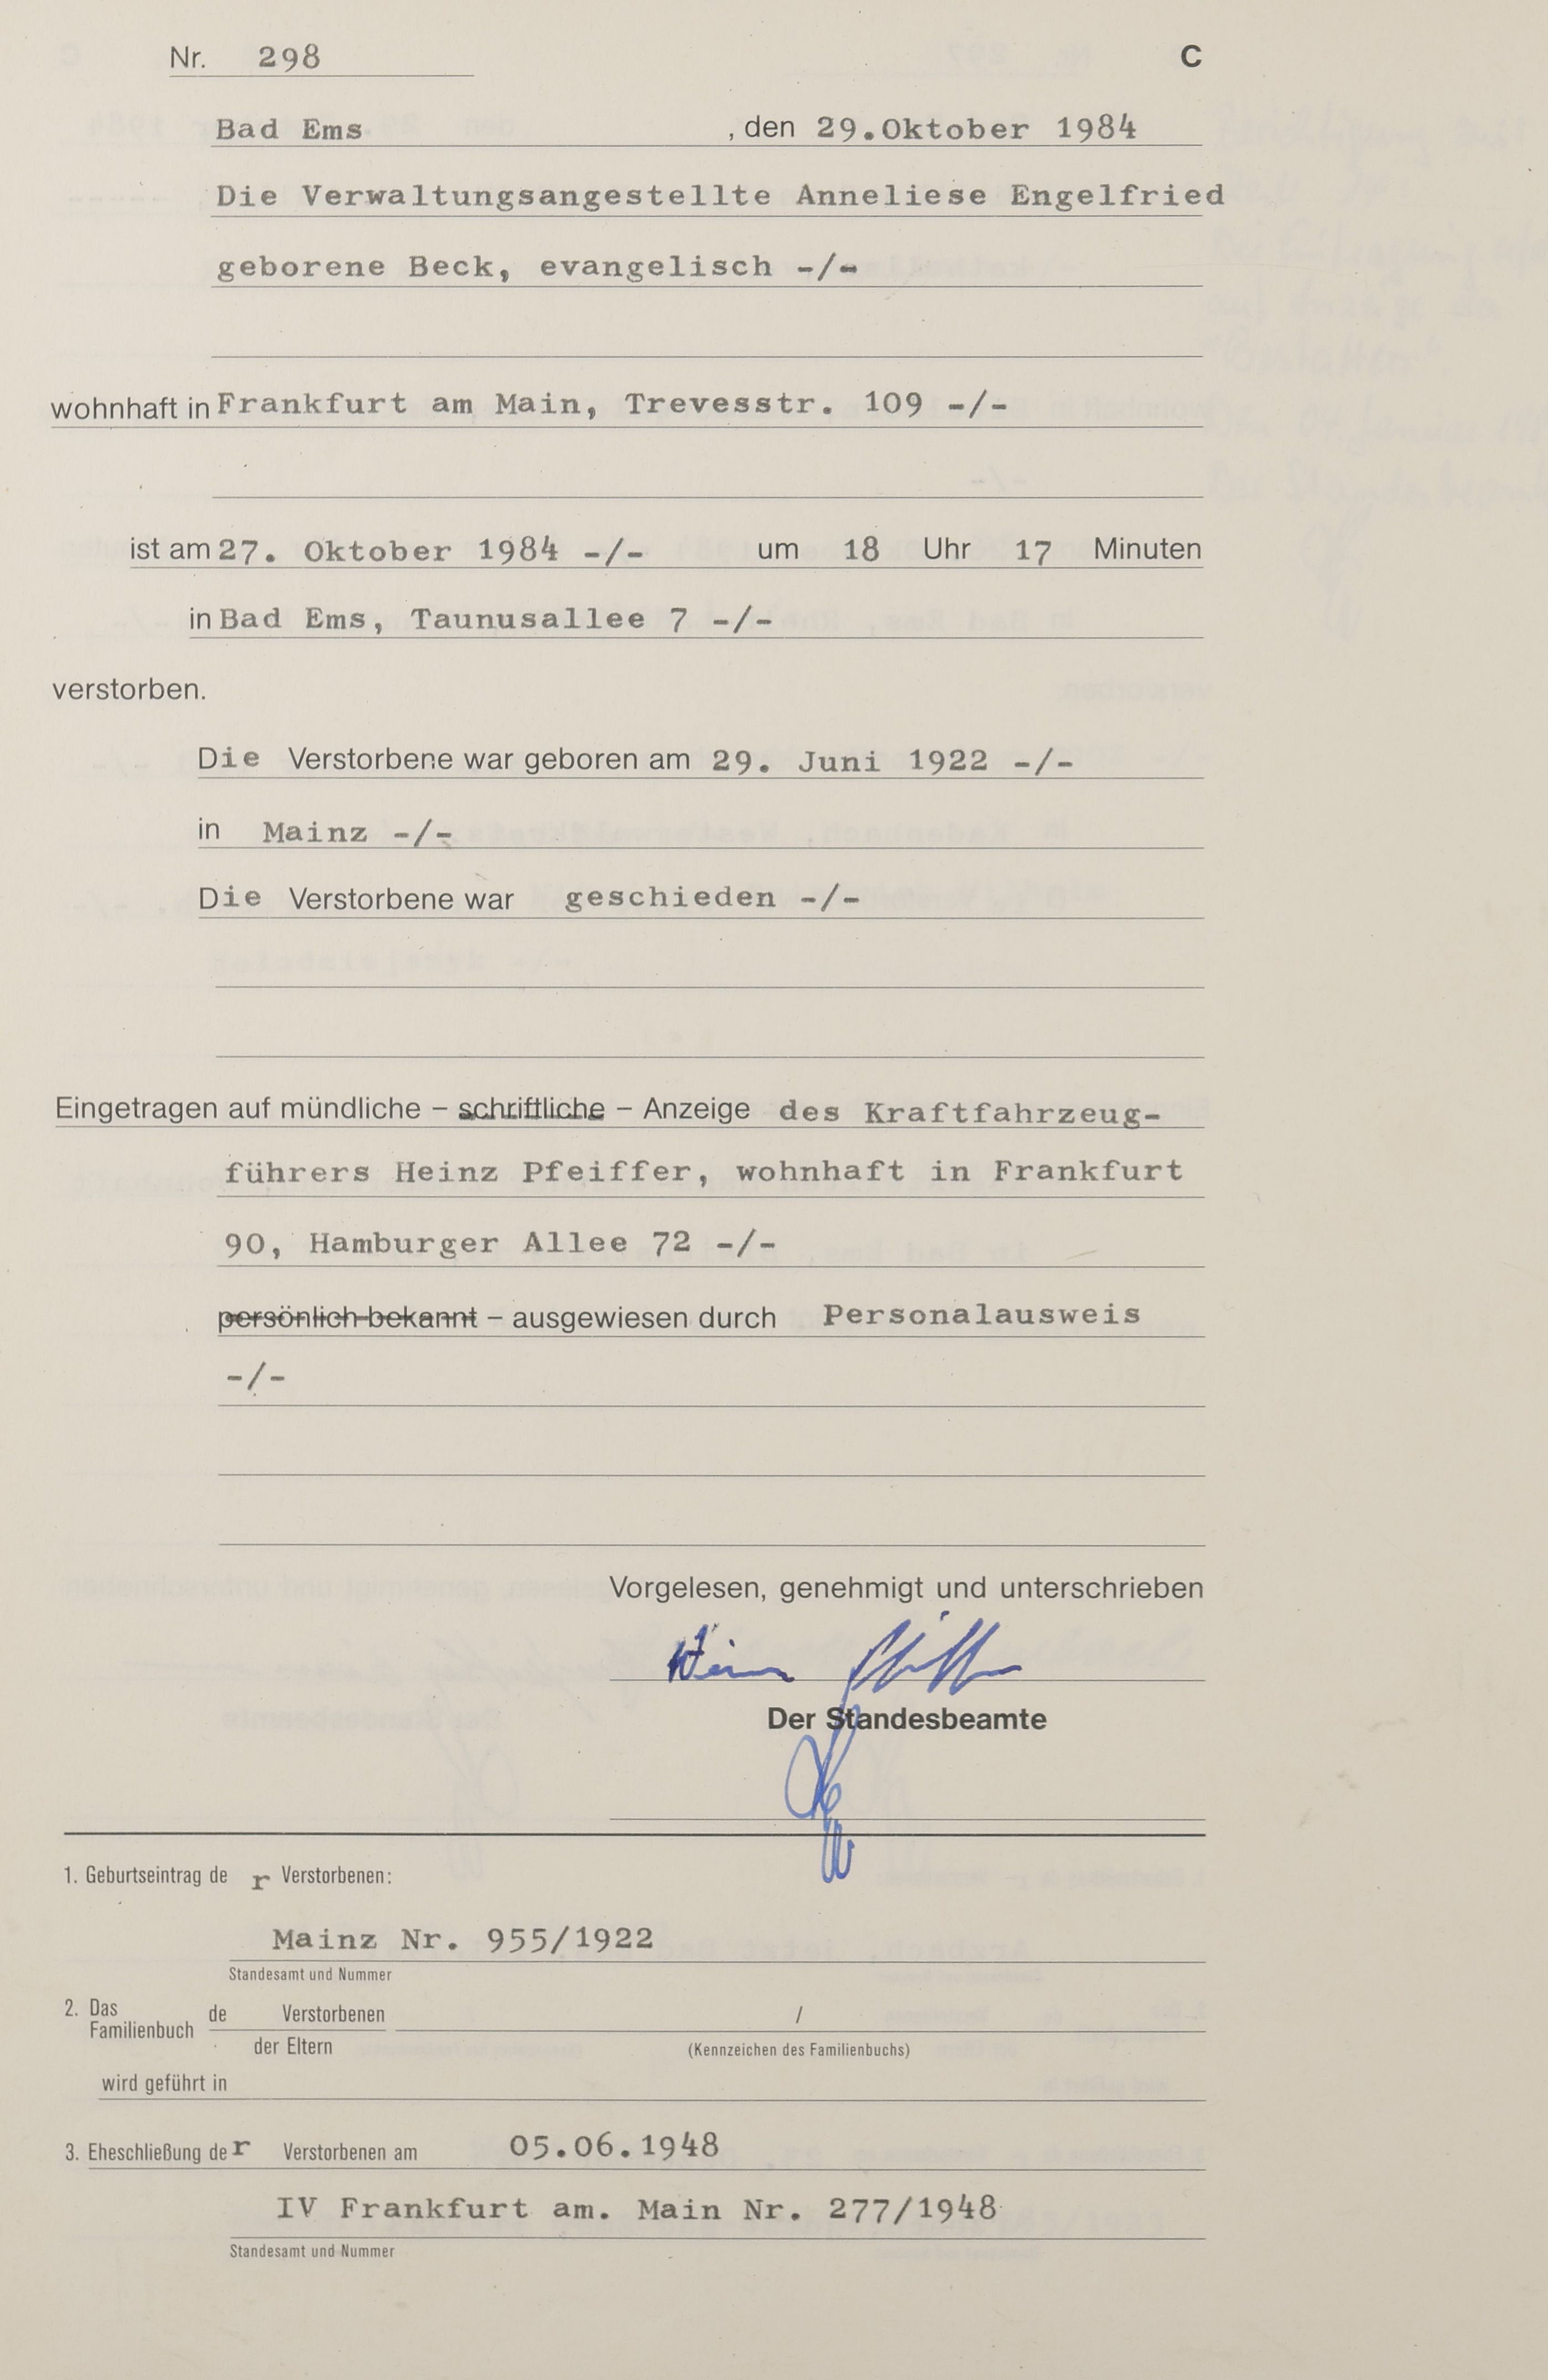 Nr. 298 C
Bad Ems , den 29.Oktober 1984
Die Verwaltungsangestellte Anneliese Engelfried
geborene Beck, evangelisch -/-
wohnhaft in Frankfurt am Main, Trevesstr. 109 -/-
ist am 27. Oktober 1984 -/- um 18 Uhr 17 Minuten
in Bad Ems, Taunusallee 7 -/-
verstorben.
Die Verstorbene war geboren am 29. Juni 1922 -/-
in Mainz -/-
Die Verstorbene war geschieden -/-
Eingetragen auf mündliche – schriftliche – Anzeige des Kraftfahrzeug-
führers Heinz Pfeiffer, wohnhaft in Frankfurt
90, Hamburger Allee 72 -/-
persönlich bekannt – ausgewiesen durch Personalausweis
-/-
Vorgelesen, genehmigt und unterschrieben
Heinz Pfeiffer
Der Standesbeamte
1. Geburtseintrag de r Verstorbenen:
Mainz Nr. 955/1922
Standesamt und Nummer
2. Das Familienbuch de Verstorbenen /
der Eltern (Kennzeichen des Familienbuchs)
wird geführt in
3. Eheschließung der Verstorbenen am 05.06.1948
IV Frankfurt am. Main Nr. 277/1948
Standesamt und Nummer